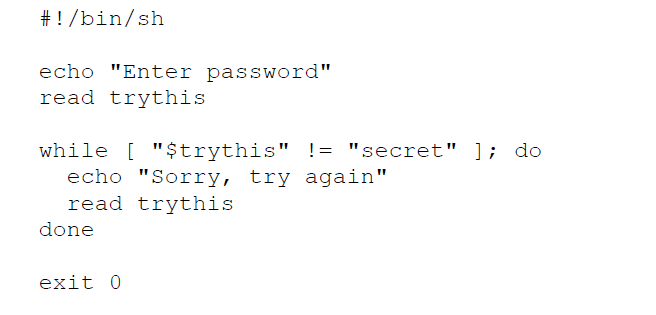 #!/bin/sh
echo "Enter password"
read trythis
while [ "$trythis" != "secret" ]; do
echo "Sorry, try again"
read trythis
done
exit 0